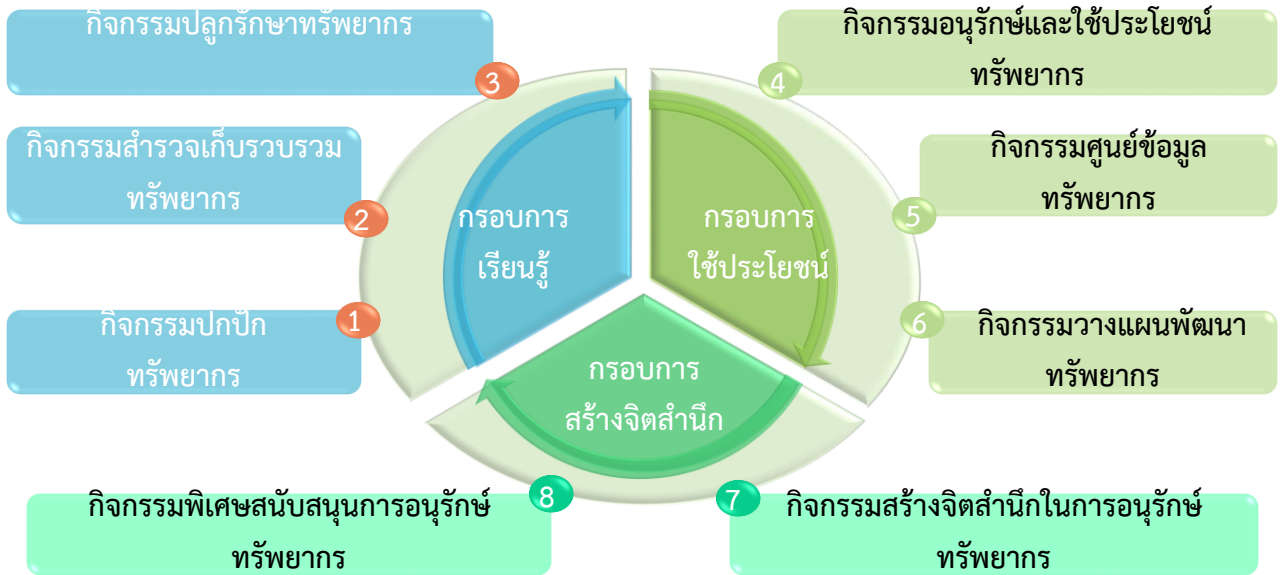 กิจกรรมปลูกรักษาทรัพยากร
3
กิจกรรมสำรวจเก็บรวบรวม
ทรัพยากร
2
กิจกรรมปกปัก
ทรัพยากร
1
กรอบการ
เรียนรู้
กิจกรรมอนุรักษ์และใช้ประโยชน์
ทรัพยากร
4
กิจกรรมศูนย์ข้อมูล
ทรัพยากร
5
กิจกรรมวางแผนพัฒนา
ทรัพยากร
6
กรอบการ
ใช้ประโยชน์
กรอบการ
สร้างจิตสำนึก
8
กิจกรรมพิเศษสนับสนุนการอนุรักษ์
ทรัพยากร
7
กิจกรรมสร้างจิตสำนึกในการอนุรักษ์
ทรัพยากร